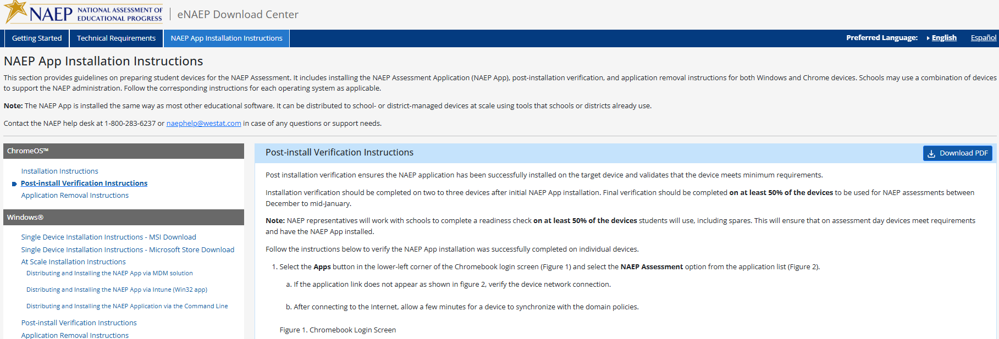 NAEP NATIONAL ASSESSMENT OF
EDUCATIONAL PROGRESS
eNAEP Download Center
Getting Started Technical Requirements NAEP App Installation Instructions Preferred Language: English Español
NAEP App Installation Instructions
This section provides guidelines on preparing student devices for the NAEP Assessment. It includes installing the NAEP Assessment Application (NAEP App), post-installation verification, and application removal instructions for both Windows and Chrome devices. Schools may use a combination of devices
to support the NAEP administration. Follow the corresponding instructions for each operating system as applicable.
Note: The NAEP App is installed the same way as most other educational software. It can be distributed to school- or district-managed devices at scale using tools that schools or districts already use.
Contact the NAEP help desk at 1-800-283-6237 or naephelp@westat.com in case of any questions or support needs.
ChromeOS™
Installation Instructions
Post-install Verification Instructions
Application Removal Instructions
Windows®
Single Device Installation Instructions - MSI Download
Single Device Installation Instructions - Microsoft Store Download
At Scale Installation Instructions
Distributing and Installing the NAEP App via MDM solution
Distributing and Installing the NAEP App via Intune (Win32 app)
Distributing and Installing the NAEP Application via the Command Line
Post-install Verification Instructions
Application Removal Instructions
Post-install Verification Instructions
Download PDF
Post installation verification ensures the NAEP application has been successfully installed on the target device and validates that the device meets minimum requirements.
Installation verification should be completed on two to three devices after initial NAEP App installation. Final verification should be completed on at least 50% of the devices to be used for NAEP assessments between
December to mid-January.
Note: NAEP representatives will work with schools to complete a readiness check on at least 50% of the devices students will use, including spares. This will ensure that on assessment day devices meet requirements
and have the NAEP App installed.
Follow the instructions below to verify the NAEP App installation was successfully completed on individual devices.
1. Select the Apps button in the lower-left corner of the Chromebook login screen (Figure 1) and select the NAEP Assessment option from the application list (Figure 2).
a. If the application link does not appear as shown in figure 2, verify the device network connection.
b. After connecting to the Internet, allow a few minutes for a device to synchronize with the domain policies.
Figure 1. Chromebook Login Screen